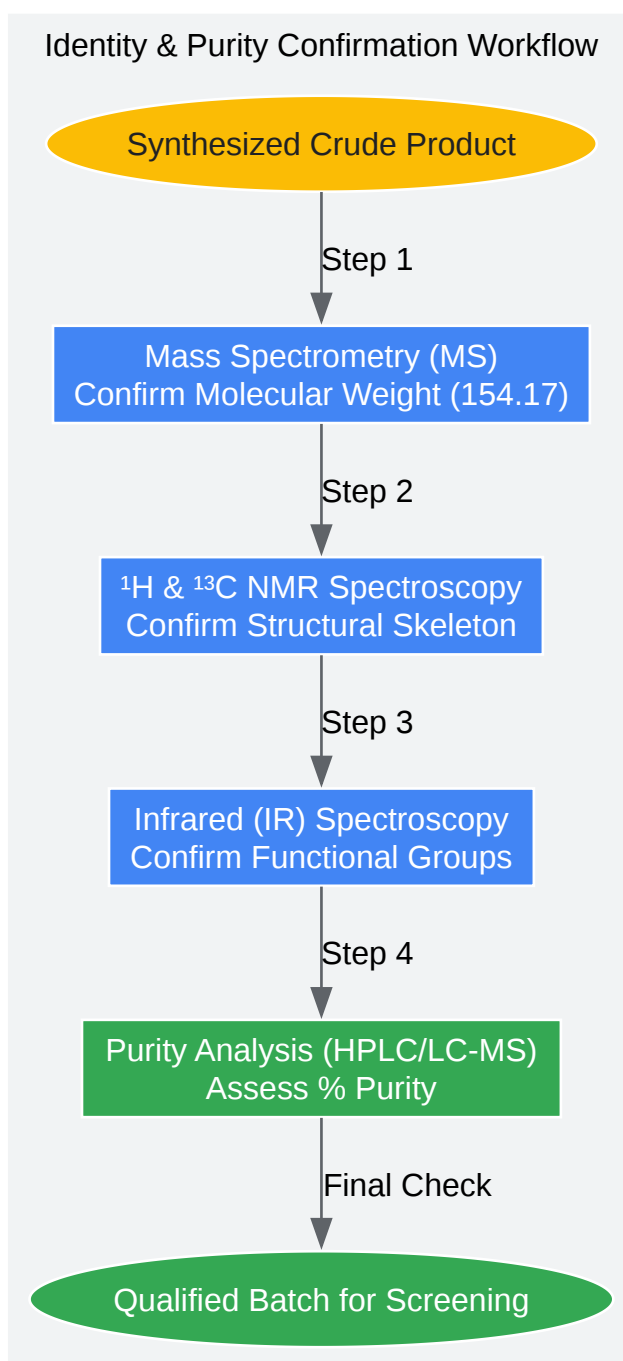 Identity & Purity Confirmation Workflow
Synthesized Crude Product
Step 1
Mass Spectrometry (MS)
Confirm Molecular Weight (154.17)
Step 2
¹H & ¹³C NMR Spectroscopy
Confirm Structural Skeleton
Step 3
Infrared (IR) Spectroscopy
Confirm Functional Groups
Step 4
Purity Analysis (HPLC/LC-MS)
Assess % Purity
Final Check
Qualified Batch for Screening